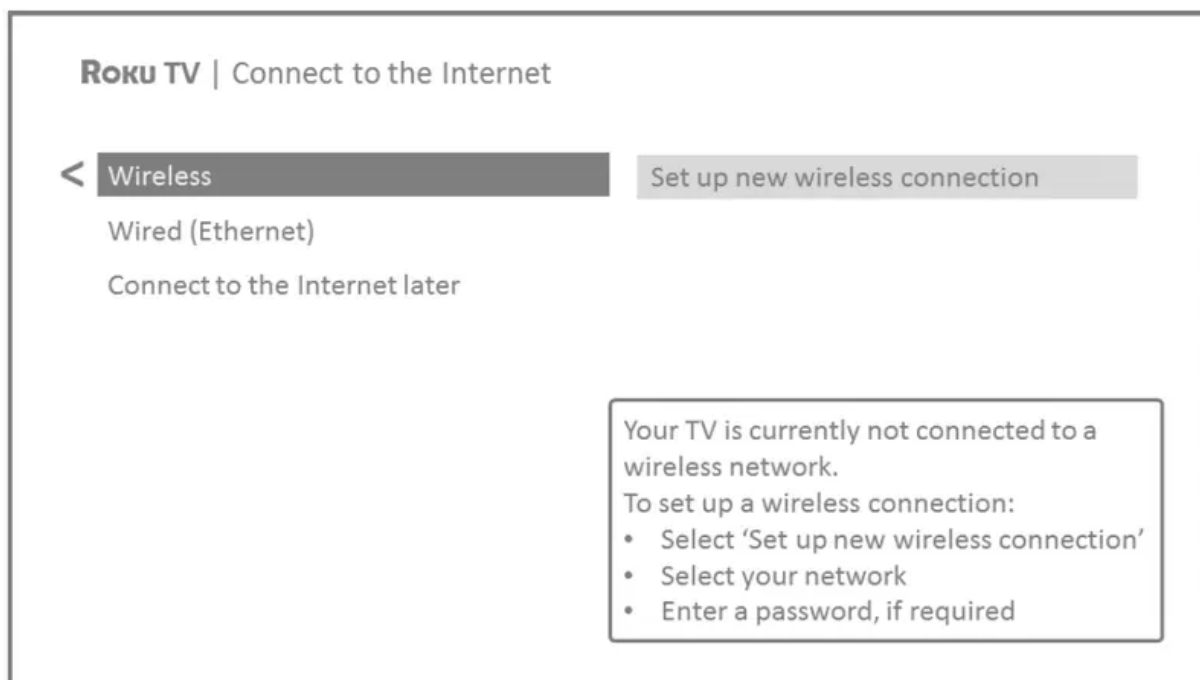 ROKU TV | Connect to the Internet
< Wireless
Set up new wireless connection
Wired (Ethernet)
Connect to the Internet later
Your TV is currently not connected to a
wireless network.
To set up a wireless connection:
• Select ‘Set up new wireless connection’
• Select your network
• Enter a password, if required